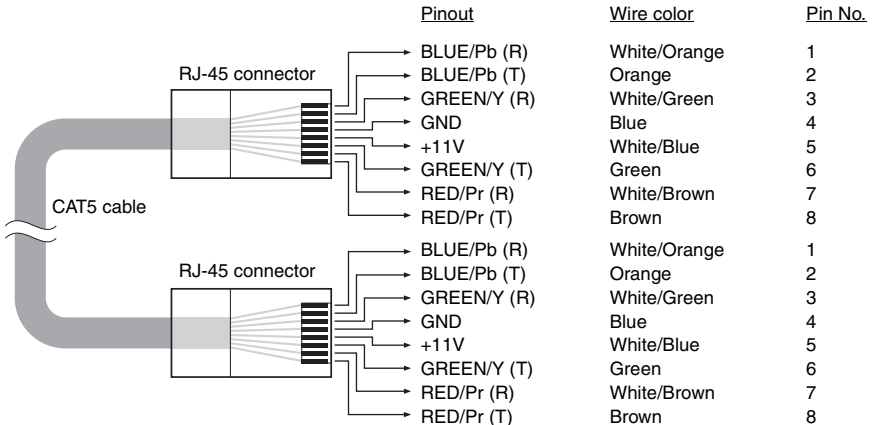 Pinout Wire color Pin No.
BLUE/Pb (R) White/Orange 1
RJ-45 connector BLUE/Pb (T) Orange 2
GREEN/Y (R) White/Green 3
GND Blue 4
+11V White/Blue 5
GREEN/Y (T) Green 6
RED/Pr (R) White/Brown 7
CAT5 cable RED/Pr (T) Brown 8
BLUE/Pb (R) White/Orange 1
RJ-45 connector BLUE/Pb (T) Orange 2
GREEN/Y (R) White/Green 3
GND Blue 4
+11V White/Blue 5
GREEN/Y (T) Green 6
RED/Pr (R) White/Brown 7
RED/Pr (T) Brown 8